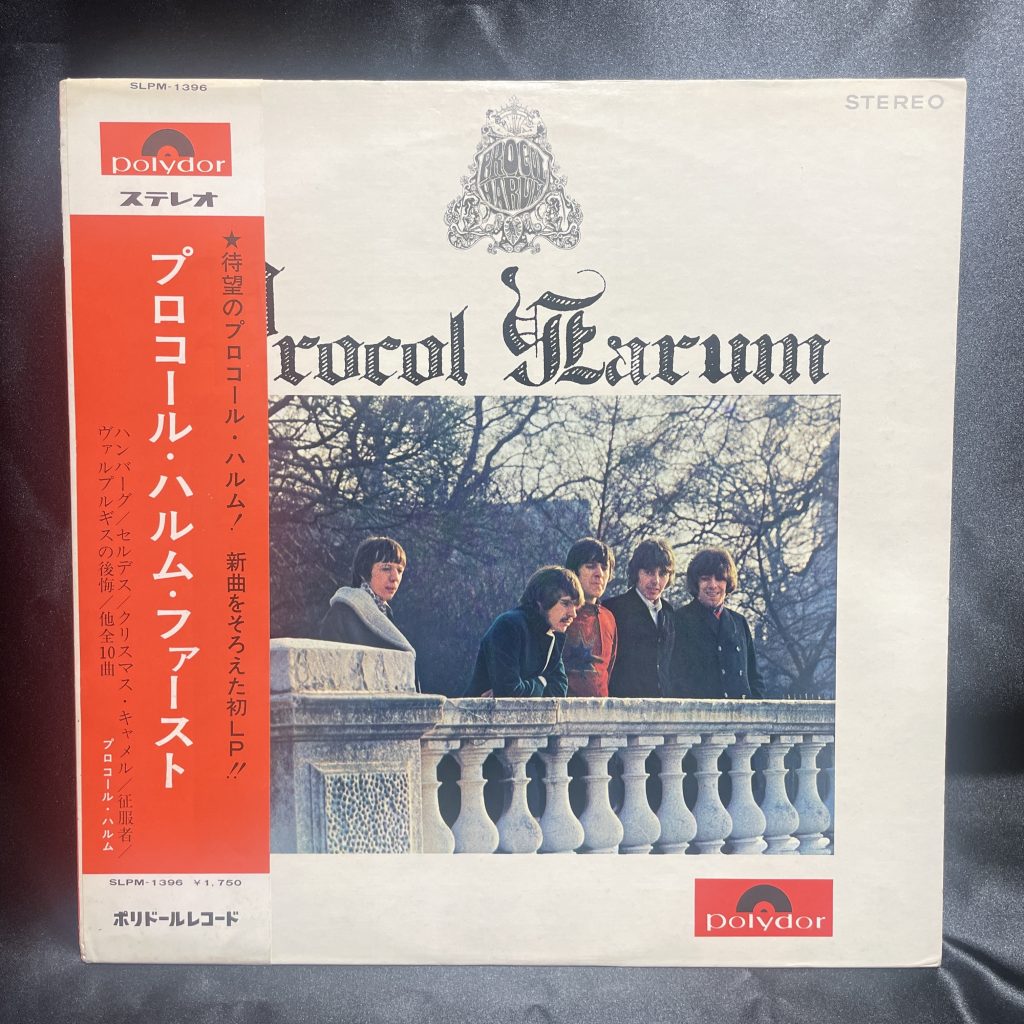 SLPM-1396
polydor
ステレオ
★待望のプロコール・ハルム! 新曲をそろえた初LP!!
プロコール・ハルム・ファースト
ハンバーグ/セルデス/クリスマス・キャメル/征服者/
ヴァルプルギスの後悔/他全10曲
プロコール・ハルム
SLPM-1396 ¥1,750
ポリドールレコード
STEREO
PROCOL
HARUM
Procol Harum
polydor